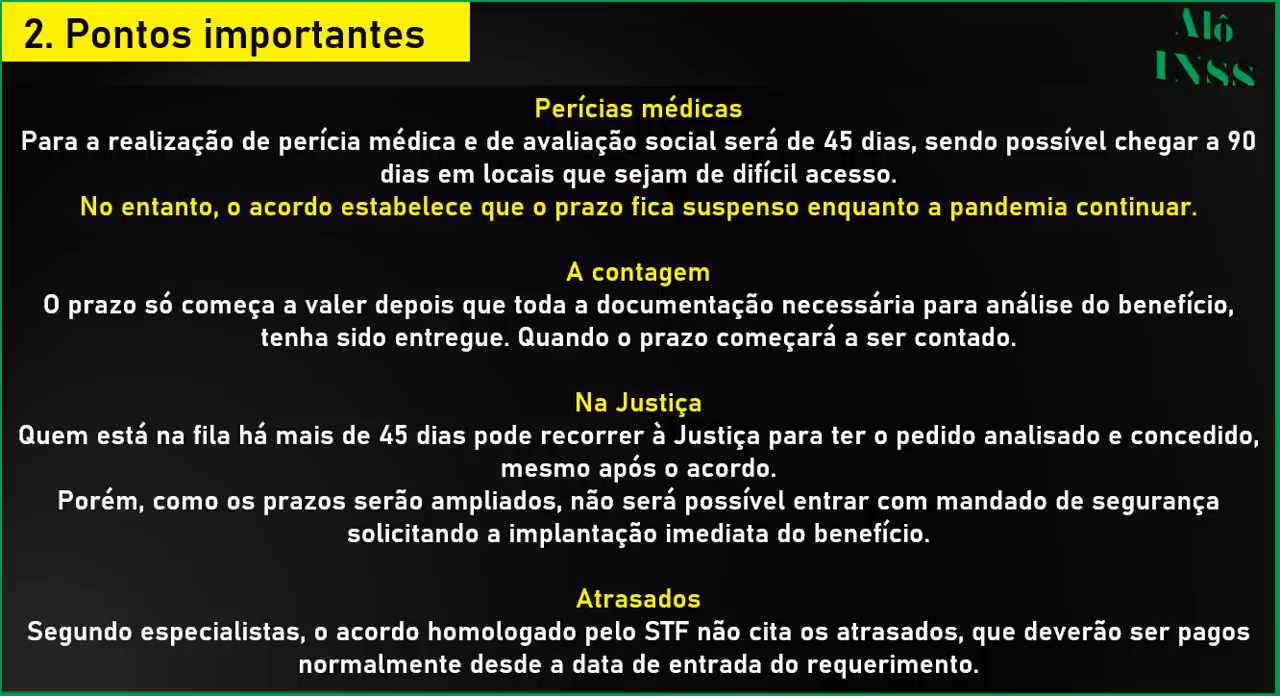 2. Pontos importantes
Alô
INSS
Perícias médicas
Para a realização de perícia médica e de avaliação social será de 45 dias, sendo possível chegar a 90
dias em locais que sejam de difícil acesso.
No entanto, o acordo estabelece que o prazo fica suspenso enquanto a pandemia continuar.
A contagem
O prazo só começa a valer depois que toda a documentação necessária para análise do benefício,
tenha sido entregue. Quando o prazo começará a ser contado.
Na Justiça
Quem está na fila há mais de 45 dias pode recorrer à Justiça para ter o pedido analisado e concedido,
mesmo após o acordo.
Porém, como os prazos serão ampliados, não será possível entrar com mandado de segurança
solicitando a implantação imediata do benefício.
Atrasados
Segundo especialistas, o acordo homologado pelo STF não cita os atrasados, que deverão ser pagos
normalmente desde a data de entrada do requerimento.